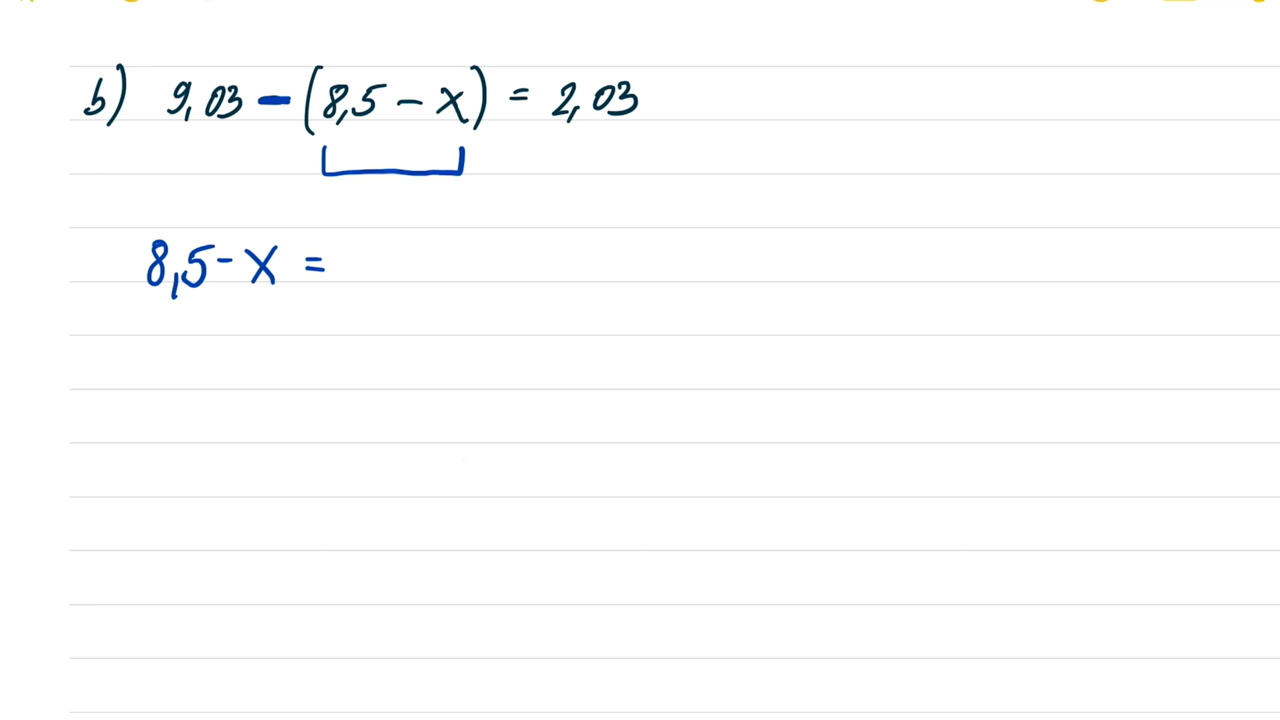 b) 9,03 - (8,5 - x) = 2,03
8,5 - x =